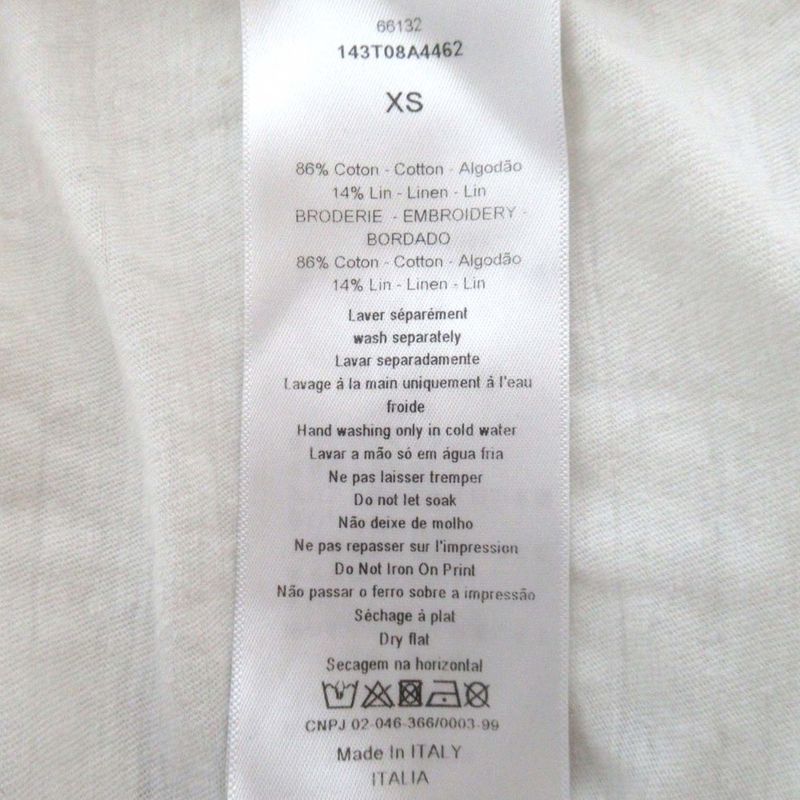 66132
143T08A4462
XS
86% Coton - Cotton - Algodão
14% Lin - Linen - Lin
BRODERIE - EMBROIDERY -
BORDADO
86% Coton - Cotton - Algodão
14% Lin - Linen - Lin
Laver séparément
wash separately
Lavar separadamente
Lavage á la main uniquement á l'eau
froide
Hand washing only in cold water
Lavar a mão só em água fria
Ne pas laisser tremper
Do not let soak
Não deixe de molho
Ne pas repasser sur l'impression
Do Not Iron On Print
Não passar o ferro sobre a impressão
Séchage á plat
Dry flat
Secagem na horizontal
CNPJ 02-046-366/0003-99
Made In ITALY
ITALIA